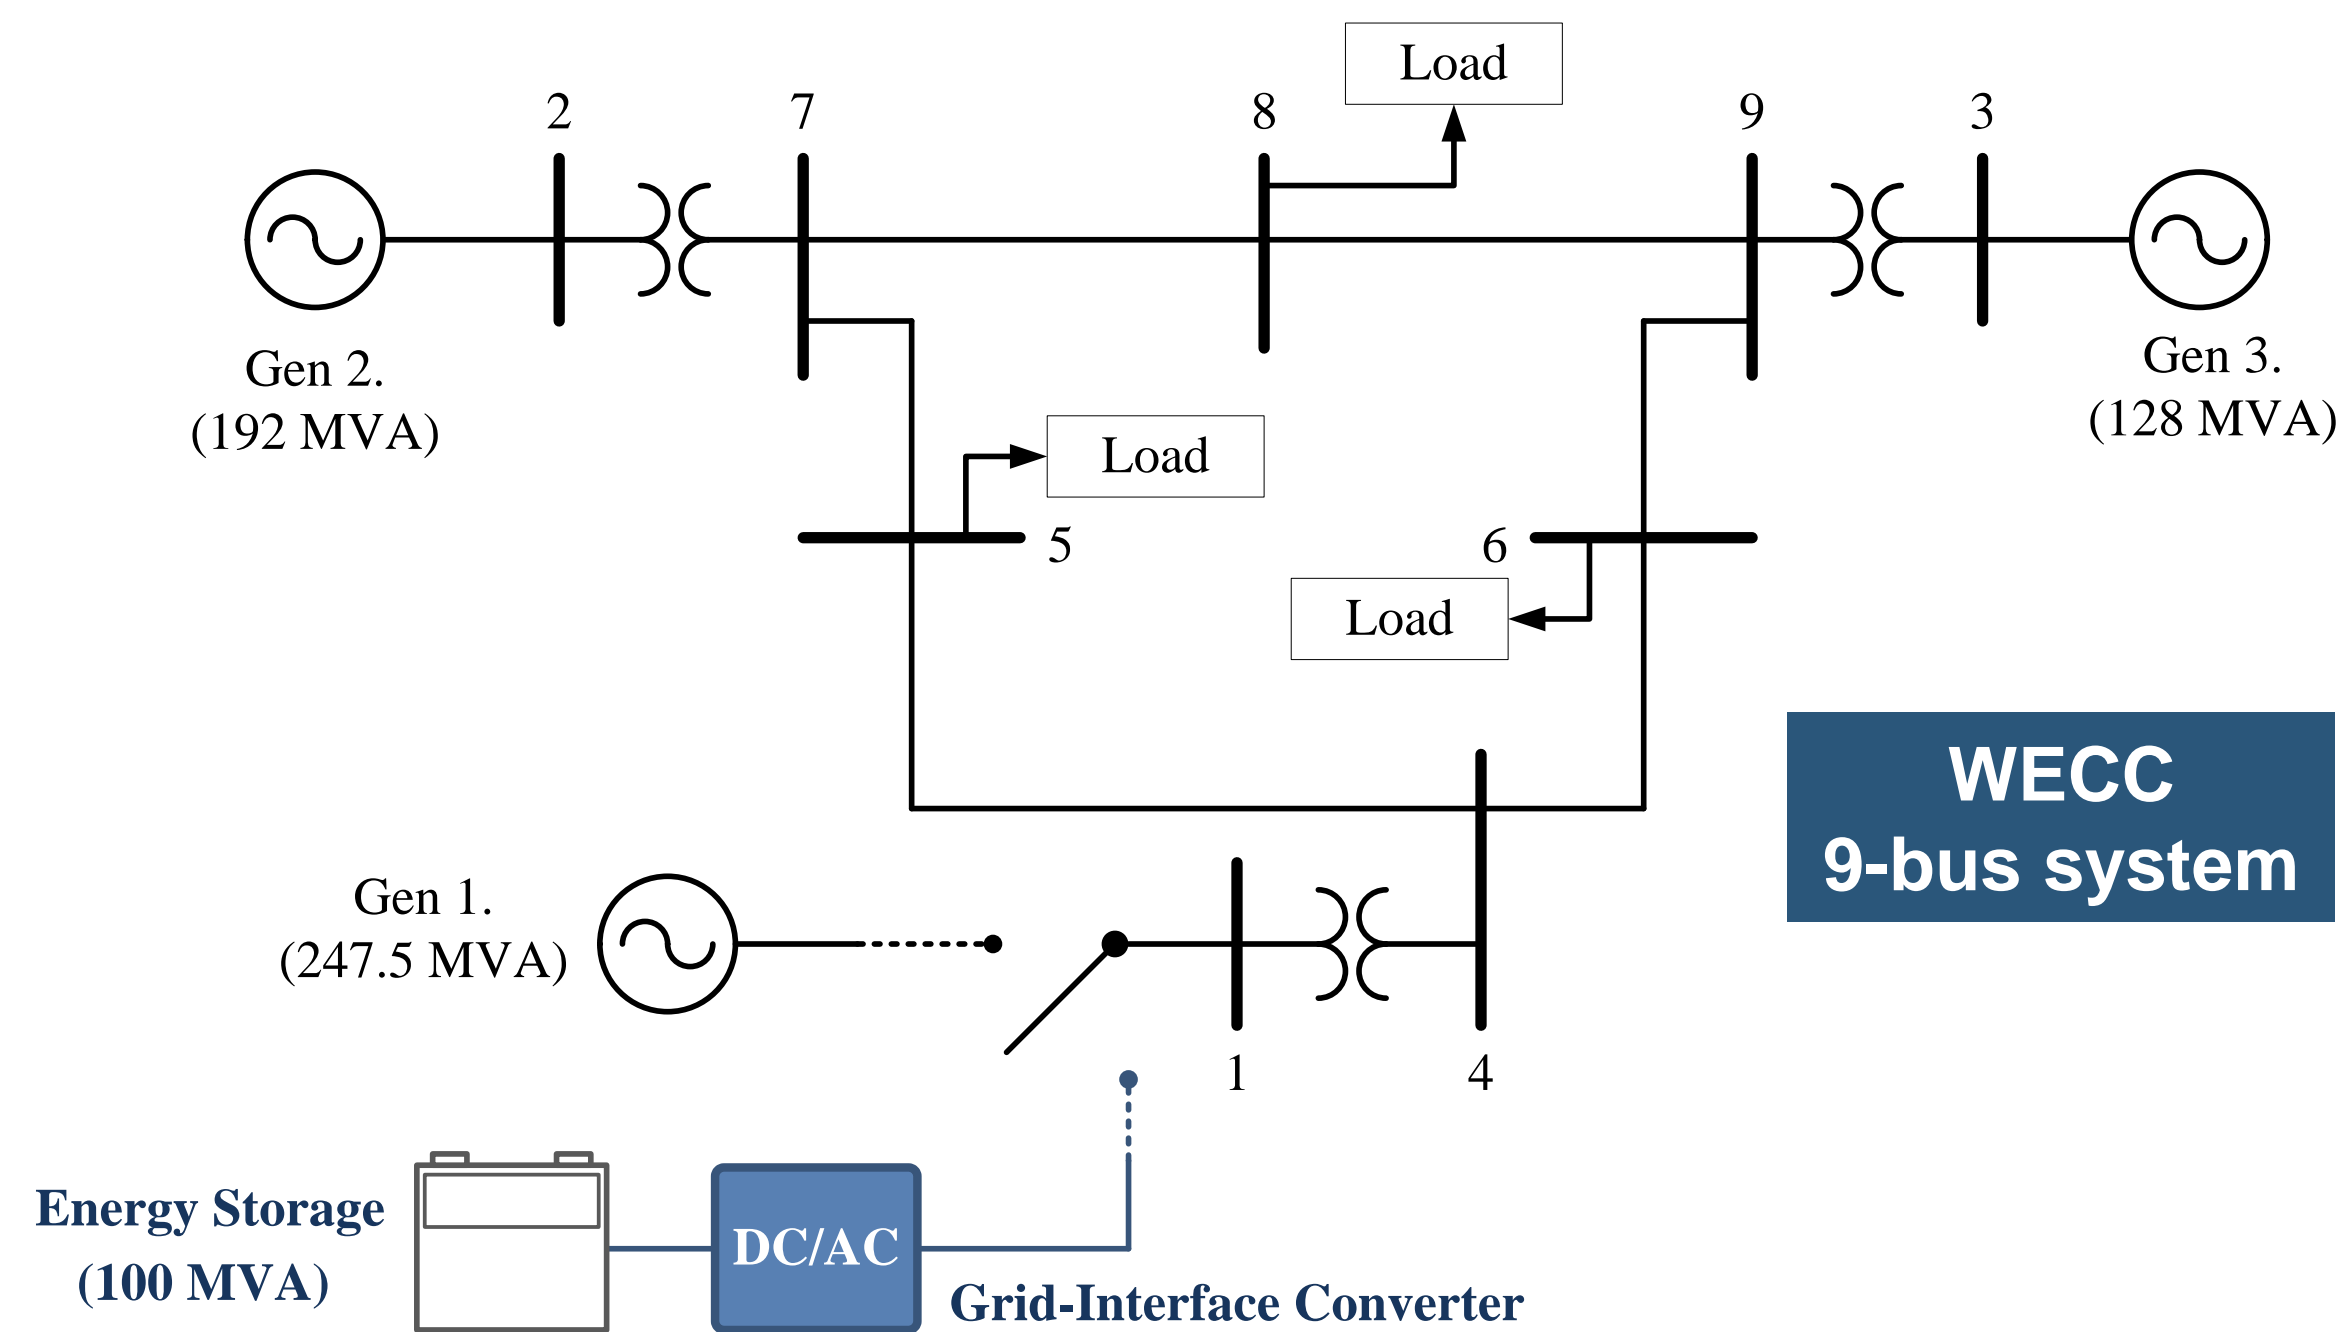 Load
2
7
8
9
3
Gen 2.
(192 MVA)
Gen 3.
(128 MVA)
Load
5
6
Load
WECC
9-bus system
Gen 1.
(247.5 MVA)
1
4
Energy Storage
(100 MVA)
DC/AC
Grid-Interface Converter